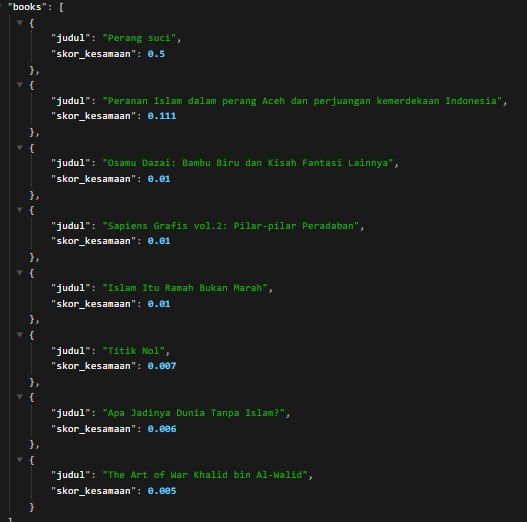 "books": [
{
"judul": "Perang suci",
"skor_kesamaan": 0.5
},
{
"judul": "Peranan Islam dalam perang Aceh dan perjuangan kemerdekaan Indonesia",
"skor_kesamaan": 0.111
},
{
"judul": "Osamu Dazai: Bambu Biru dan Kisah Fantasi Lainnya",
"skor_kesamaan": 0.01
},
{
"judul": "Sapiens Grafis vol.2: Pilar-pilar Peradaban",
"skor_kesamaan": 0.01
},
{
"judul": "Islam Itu Ramah Bukan Marah",
"skor_kesamaan": 0.01
},
{
"judul": "Titik Nol",
"skor_kesamaan": 0.007
},
{
"judul": "Apa Jadinya Dunia Tanpa Islam?",
"skor_kesamaan": 0.006
},
{
"judul": "The Art of War Khalid bin Al-Walid",
"skor_kesamaan": 0.005
}
]